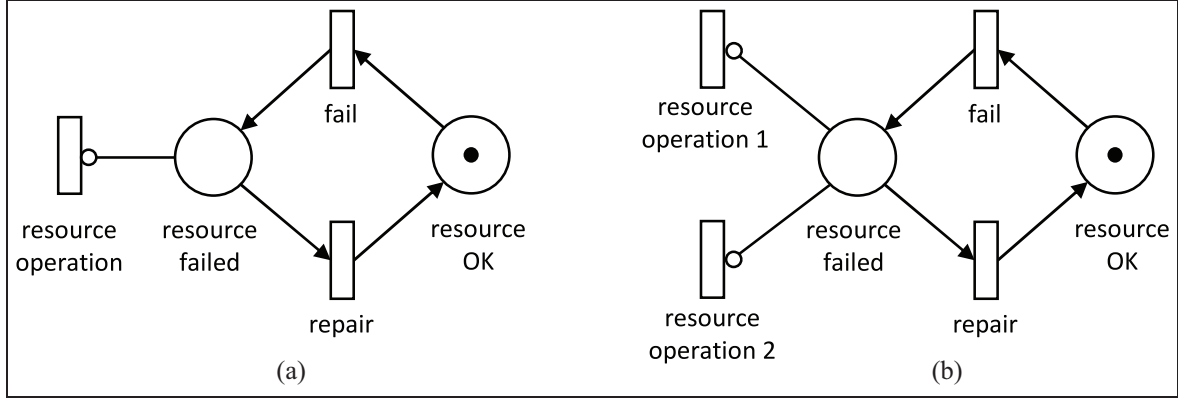 fail
resource
operation
resource
failed
resource
OK
repair
(a)
resource
operation 1
fail
resource
failed
resource
OK
resource
operation 2
repair
(b)